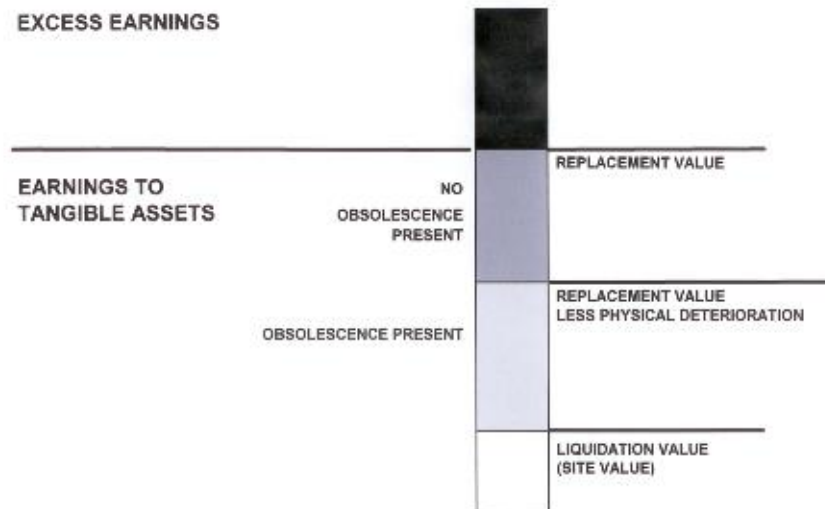 EXCESS EARNINGS
REPLACEMENT VALUE
EARNINGS TO
TANGIBLE ASSETS
NO
OBSOLESCENCE
PRESENT
REPLACEMENT VALUE
LESS PHYSICAL DETERIORATION
OBSOLESCENCE PRESENT
LIQUIDATION VALUE
(SITE VALUE)